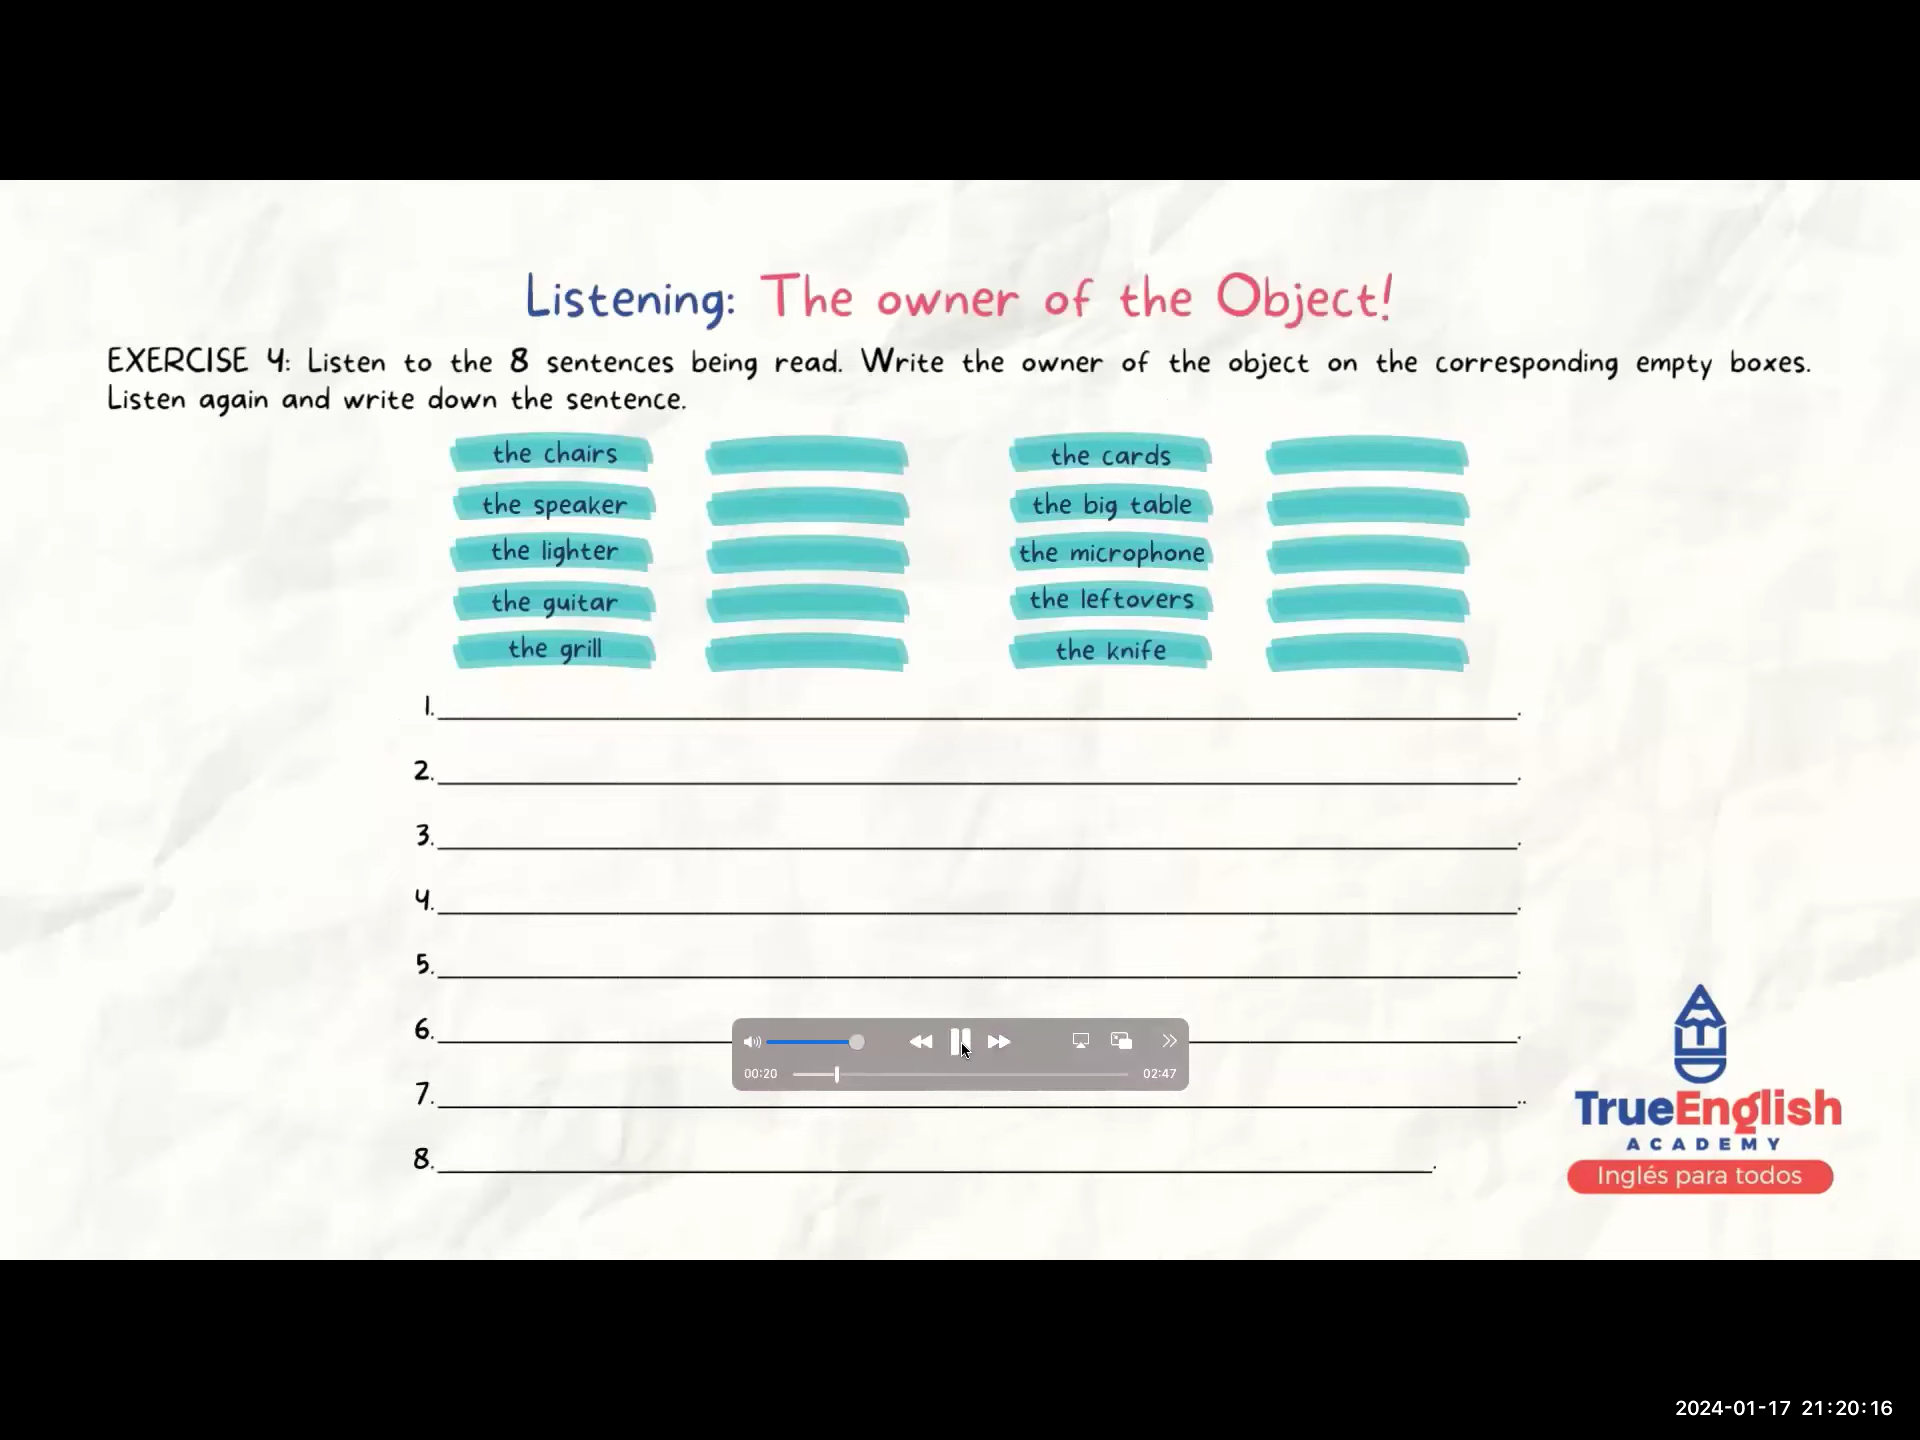 Listening: The owner of the Object!
EXERCISE 4: Listen to the 8 sentences being read. Write the owner of the object on the corresponding empty boxes.
Listen again and write down the sentence.
the chairs
the speaker
the lighter
the guitar
the grill
the cards
the big table
the microphone
the leftovers
the knife
1.
2.
3.
4.
5.
6.
7.
8.
00:20
02:47
TrueEnglish
ACADEMY
Inglés para todos
2024-01-17 21:20:16